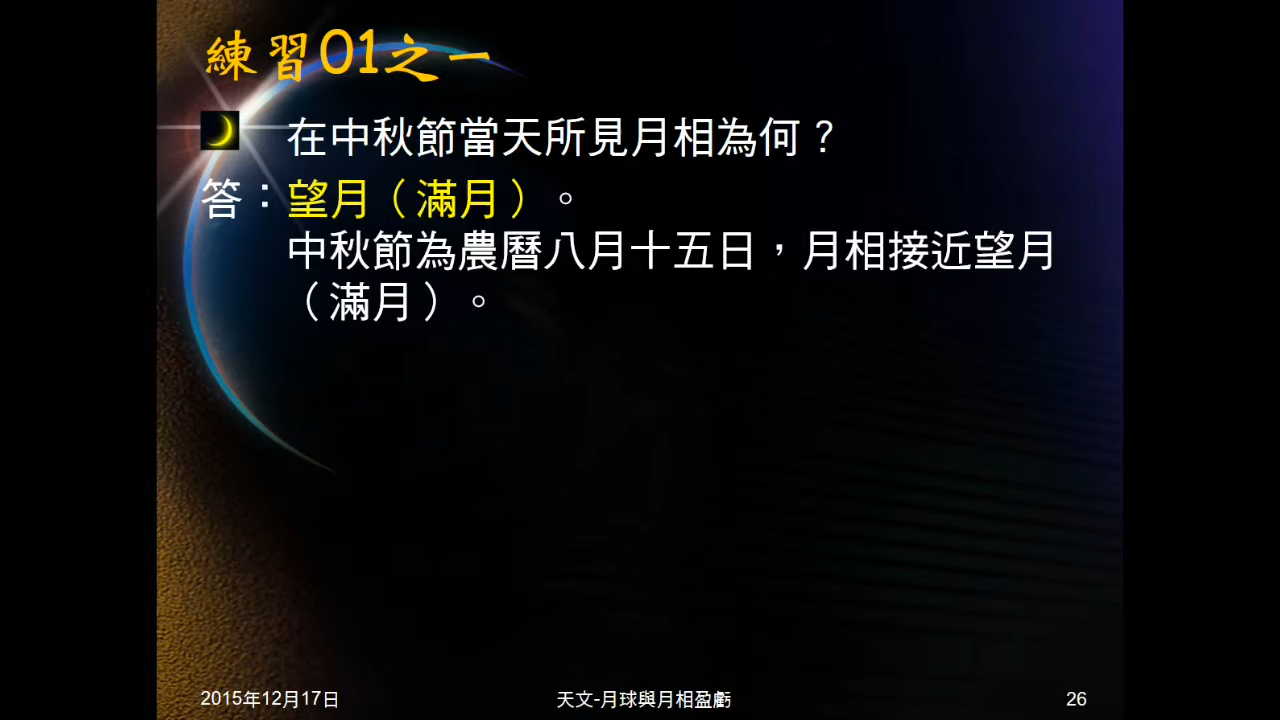 練習01之一
在中秋節當天所見月相為何？
答：望月（滿月）。
中秋節為農曆八月十五日，月相接近望月
（滿月）。
2015年12月17日
天文-月球與月相盈虧
26